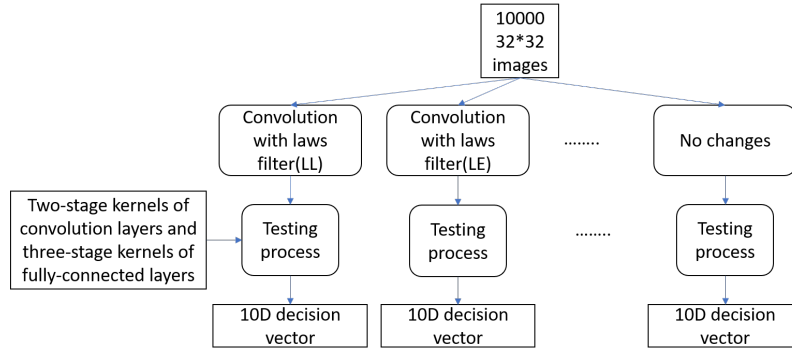 10000
32*32
images
Convolution
with laws
filter(LL)
Convolution
with laws
filter(LE)
........
No changes
Two-stage kernels of
convolution layers and
three-stage kernels of
fully-connected layers
Testing
process
Testing
process
........
Testing
process
10D decision
vector
10D decision
vector
10D decision
vector